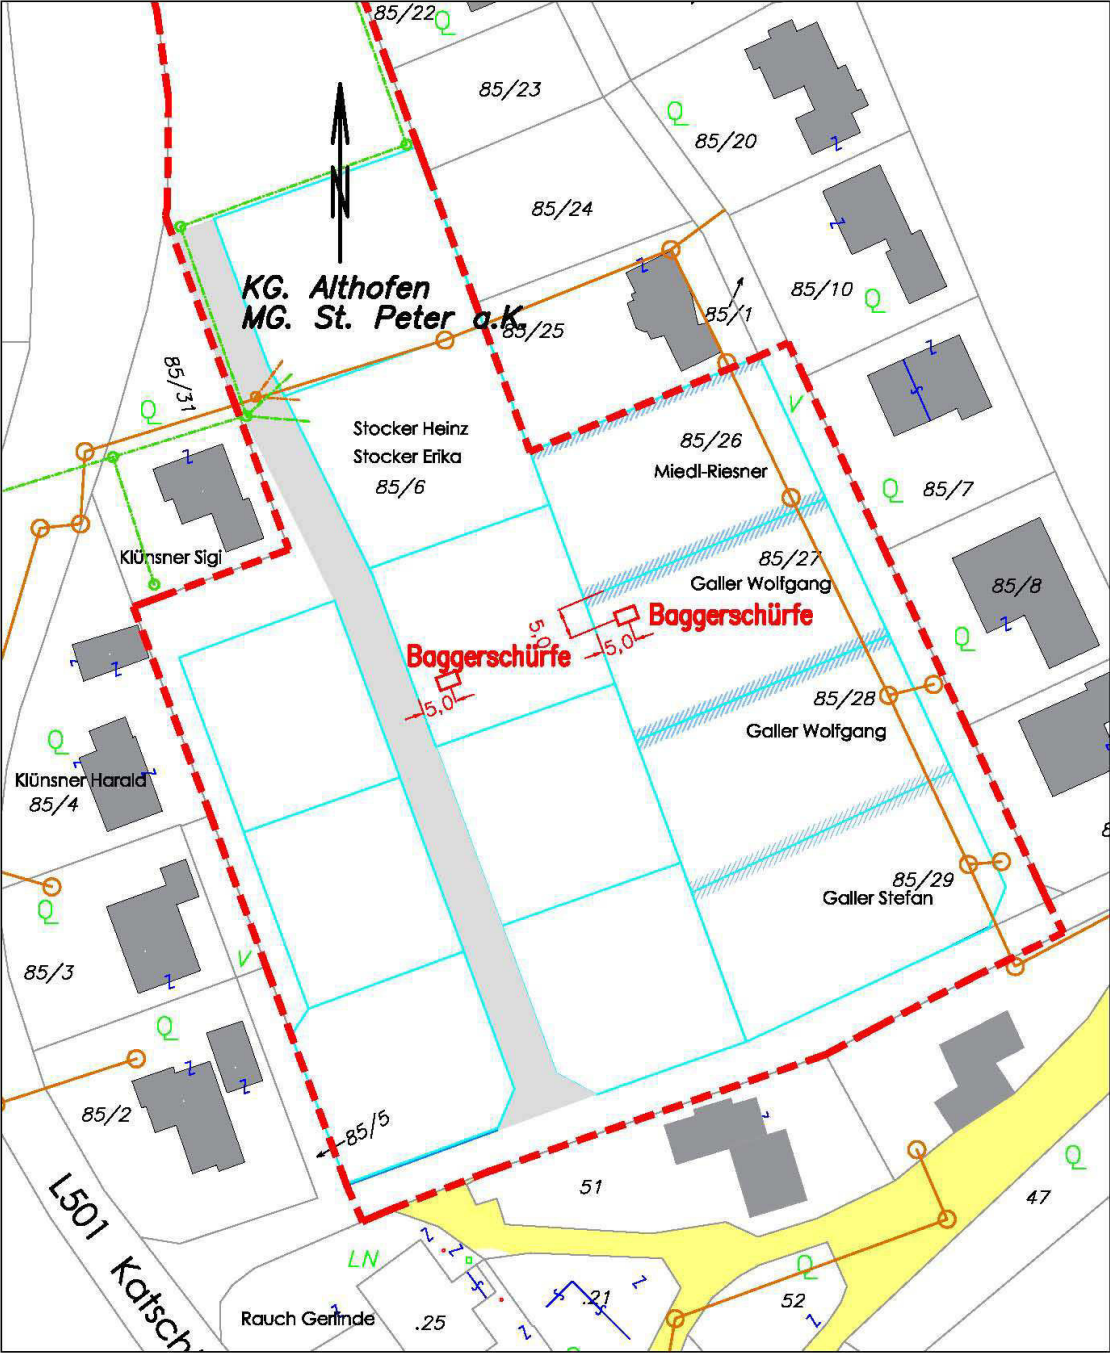 85/22
Q
85/23
Q
85/20
85/24
85/10
Q
KG. Althofen
MG. St. Peter a.K.
85/25
85/1
85/31
Q
V
Stocker Heinz
Stocker Erika
85/6
85/26
Miedl-Riesner
Q
85/7
Klünsner Sigi
85/27
Galler Wolfgang
85/8
5,0
Baggerschürfe
5,0
Q
Baggerschürfe
5,0
85/28
Galler Wolfgang
Q
Klünsner Harald
85/4
85/29
Galler Stefan
Q
85/3
V
Q
85/2
85/5
51
Q
47
L501 Katsch
LN
Q
52
.21
Rauch Gerlinde
.25